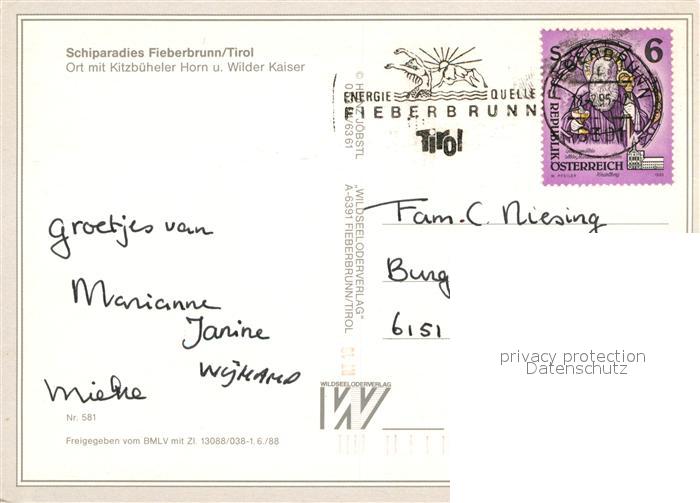 Schiparadies Fieberbrunn/Tirol
Ort mit Kitzbüheler Horn u. Wilder Kaiser
ENERGIE QUELLE
FIEBERBRUNN
Tirol
S 6
FIEBERBRUNN
REPUBLIK
ÖSTERREICH
"WILDSEELODERVERLAG"
A-6391 FIEBERBRUNN/TIROL
Groetjes van
Marianne
Janine
Wijnand
Mieke
Fam. C. Niesing
Burg
6151
privacy protection
Datenschutz
WILDSEELODERVERLAG
Nr. 581
Freigegeben vom BMLV mit Zl. 13088/038-1.6./88